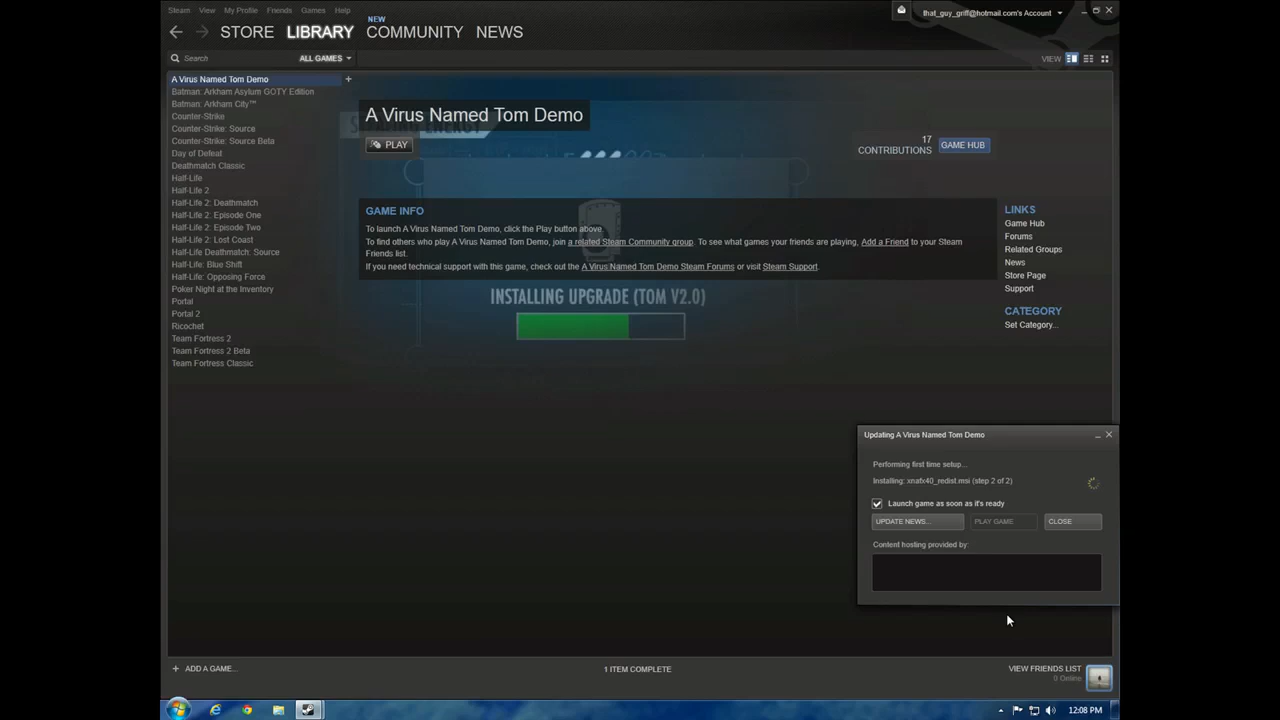 Steam View My Profile Friends Games Help
that_guy_griff@hotmail.com's Account
NEW
STORE LIBRARY COMMUNITY NEWS
Search ALL GAMES VIEW
A Virus Named Tom Demo
Batman: Arkham Asylum GOTY Edition
Batman: Arkham City™
Counter-Strike
Counter-Strike: Source
Counter-Strike: Source Beta
Day of Defeat
Deathmatch Classic
Half-Life
Half-Life 2
Half-Life 2: Deathmatch
Half-Life 2: Episode One
Half-Life 2: Episode Two
Half-Life 2: Lost Coast
Half-Life Deathmatch: Source
Half-Life: Blue Shift
Half-Life: Opposing Force
Poker Night at the Inventory
Portal
Portal 2
Ricochet
Team Fortress 2
Team Fortress 2 Beta
Team Fortress Classic
A Virus Named Tom Demo
PLAY
17
CONTRIBUTIONS
GAME HUB
GAME INFO
To launch A Virus Named Tom Demo, click the Play button above.
To find others who play A Virus Named Tom Demo, join a related Steam Community group. To see what games your friends are playing, Add a Friend to your Steam
Friends list.
If you need technical support with this game, check out the A Virus Named Tom Demo Steam Forums or visit Steam Support.
INSTALLING UPGRADE (TOM V2.0)
LINKS
Game Hub
Forums
Related Groups
News
Store Page
Support
CATEGORY
Set Category...
Updating A Virus Named Tom Demo
Performing first time setup...
Installing: xnafx40_redist.msi (step 2 of 2)
Launch game as soon as it's ready
UPDATE NEWS... PLAY GAME CLOSE
Content hosting provided by:
+ ADD A GAME...
1 ITEM COMPLETE
VIEW FRIENDS LIST
0 Online
12:08 PM